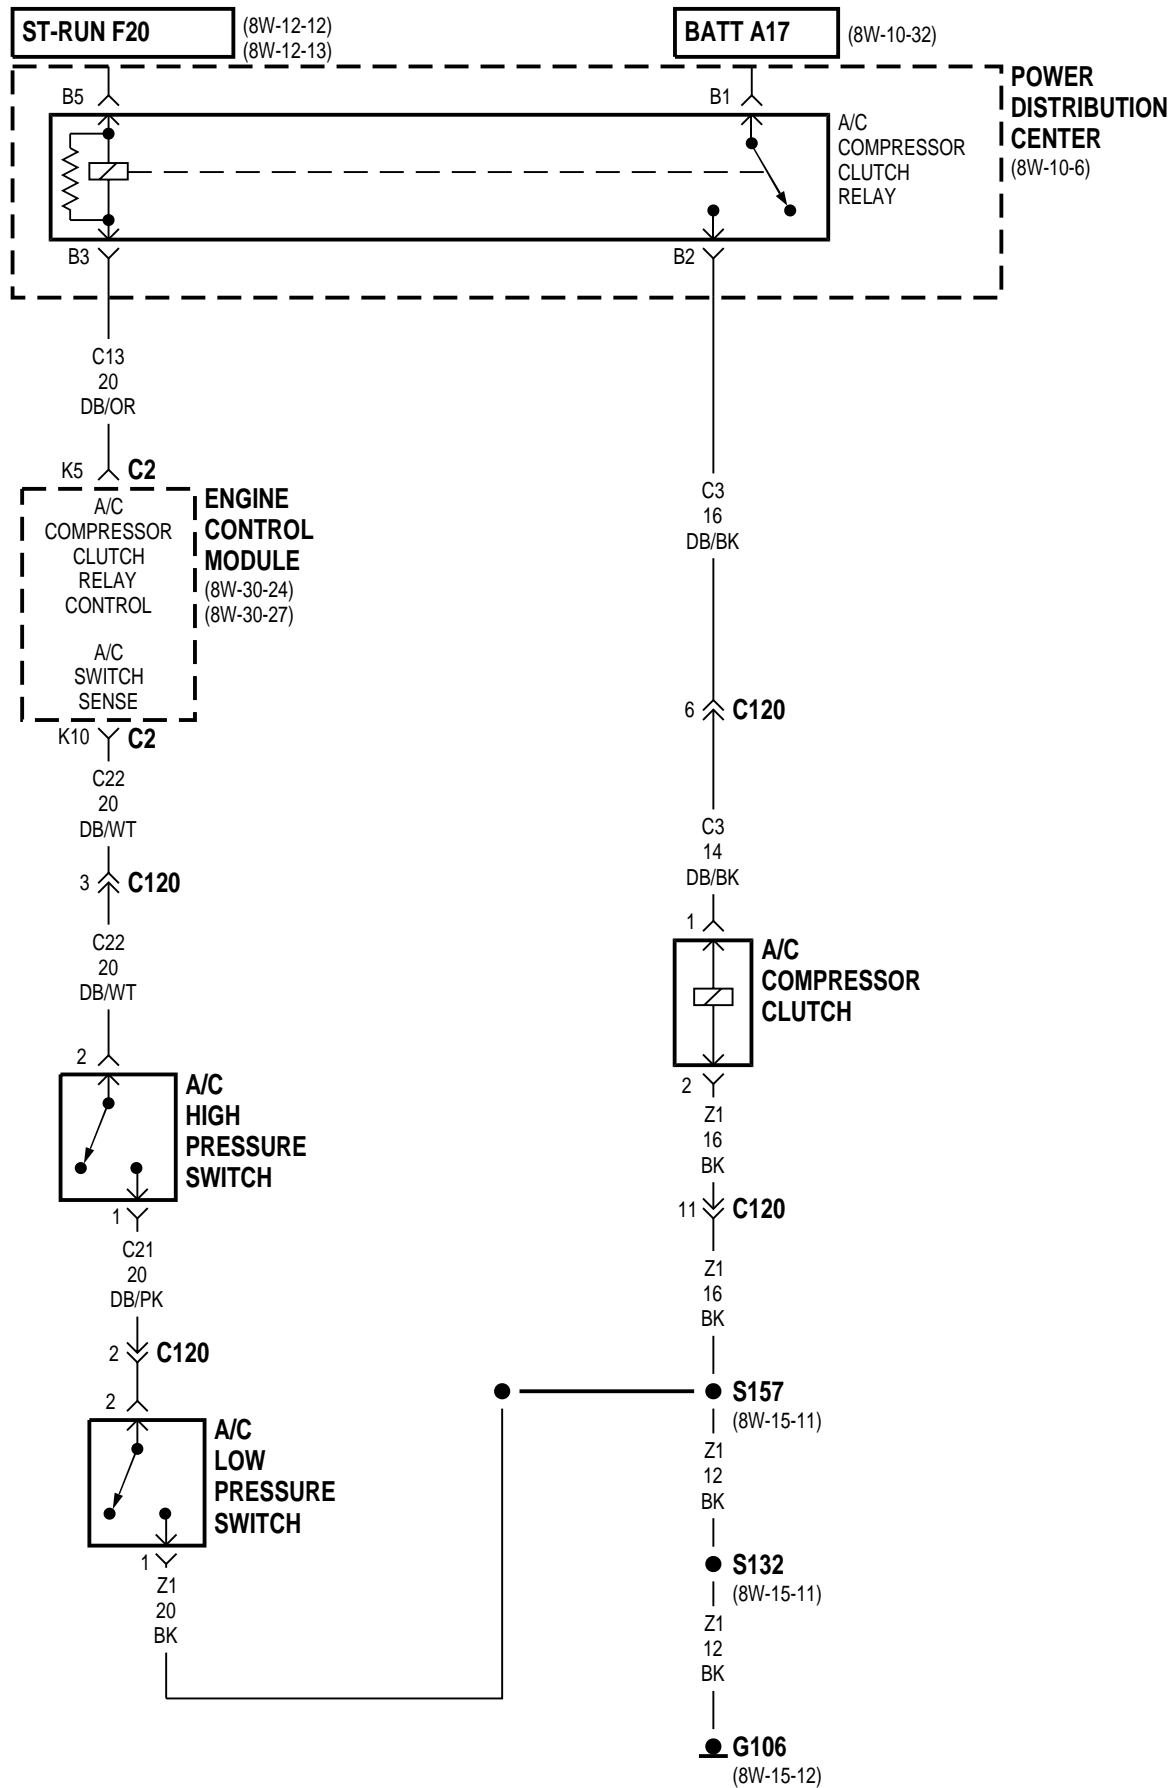 ST-RUN F20
(8W-12-12)
(8W-12-13)
BATT A17
(8W-10-32)
POWER
DISTRIBUTION
CENTER
(8W-10-6)
B5
B1
A/C
COMPRESSOR
CLUTCH
RELAY
B3
B2
C13
20
DB/OR
K5
C2
A/C
COMPRESSOR
CLUTCH
RELAY
CONTROL
A/C
SWITCH
SENSE
ENGINE
CONTROL
MODULE
(8W-30-24)
(8W-30-27)
K10
C2
C22
20
DB/WT
3
C120
C22
20
DB/WT
2
A/C
HIGH
PRESSURE
SWITCH
1
C21
20
DB/PK
2
C120
2
A/C
LOW
PRESSURE
SWITCH
1
Z1
20
BK
C3
16
DB/BK
6
C120
C3
14
DB/BK
1
A/C
COMPRESSOR
CLUTCH
2
Z1
16
BK
11
C120
Z1
16
BK
S157
(8W-15-11)
Z1
12
BK
S132
(8W-15-11)
Z1
12
BK
G106
(8W-15-12)